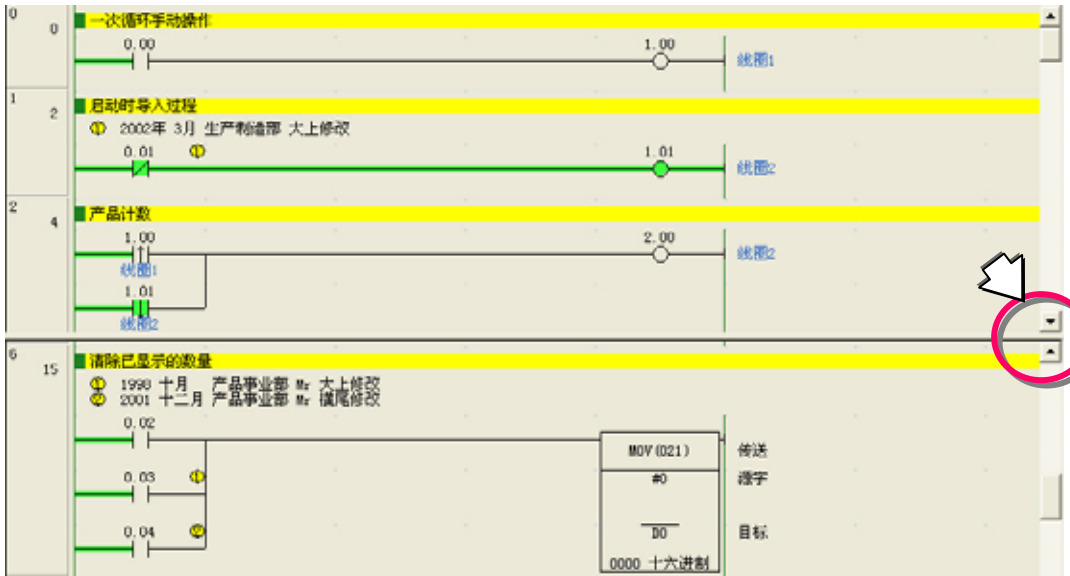 0
0
一次循环手动操作
0.00
1.00
线圈1
1
2
启动时导入过程
① 2002年 3月 生产制造部 大上修改
0.01 ①
1.01
线圈2
2
4
产品计数
1.00
2.00
线圈1
线圈2
1.01
线圈2
6
15
清除已显示的数量
① 1998 十月 产品事业部 Mr 大上修改
② 2001 十二月 产品事业部 Mr 横尾修改
0.02
MOV(021)
传送
0.03 ①
#0
源字
0.04 ②
D0
目标
0000 十六进制